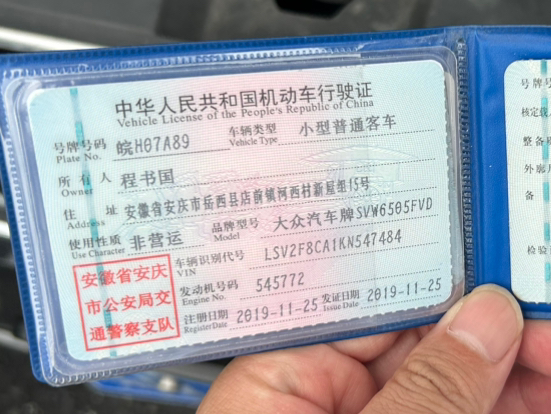 中华人民共和国机动车行驶证
Vehicle License of the People's Republic of China
号牌号码 皖H07A89 车辆类型 小型普通客车
Plate No. Vehicle Type
所有人 程书国
Owner
住址 安徽省安庆市岳西县店前镇河西村新屋组15号
Address
使用性质 非营运 品牌型号 大众汽车牌SVW6505FVD
Use Character Model
安徽省安庆
市公安局交
通警察支队
车辆识别代号 LSV2F8CA1KN547484
VIN
发动机号码 545772
Engine No.
注册日期 2019-11-25 发证日期 2019-11-25
Register Date Issue Date
号牌号
核定载
整备质
外廓尺
备
检验